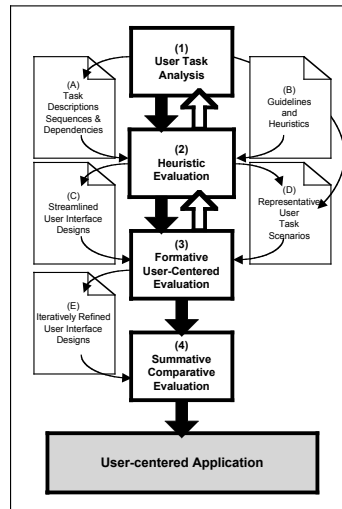 (1)
User Task
Analysis
(A)
Task
Descriptions
Sequences &
Dependencies
(B)
Guidelines
and
Heuristics
(2)
Heuristic
Evaluation
(C)
Streamlined
User Interface
Designs
(D)
Representative
User
Task
Scenarios
(3)
Formative
User-Centered
Evaluation
(E)
Iteratively Refined
User Interface
Designs
(4)
Summative
Comparative
Evaluation
User-centered Application